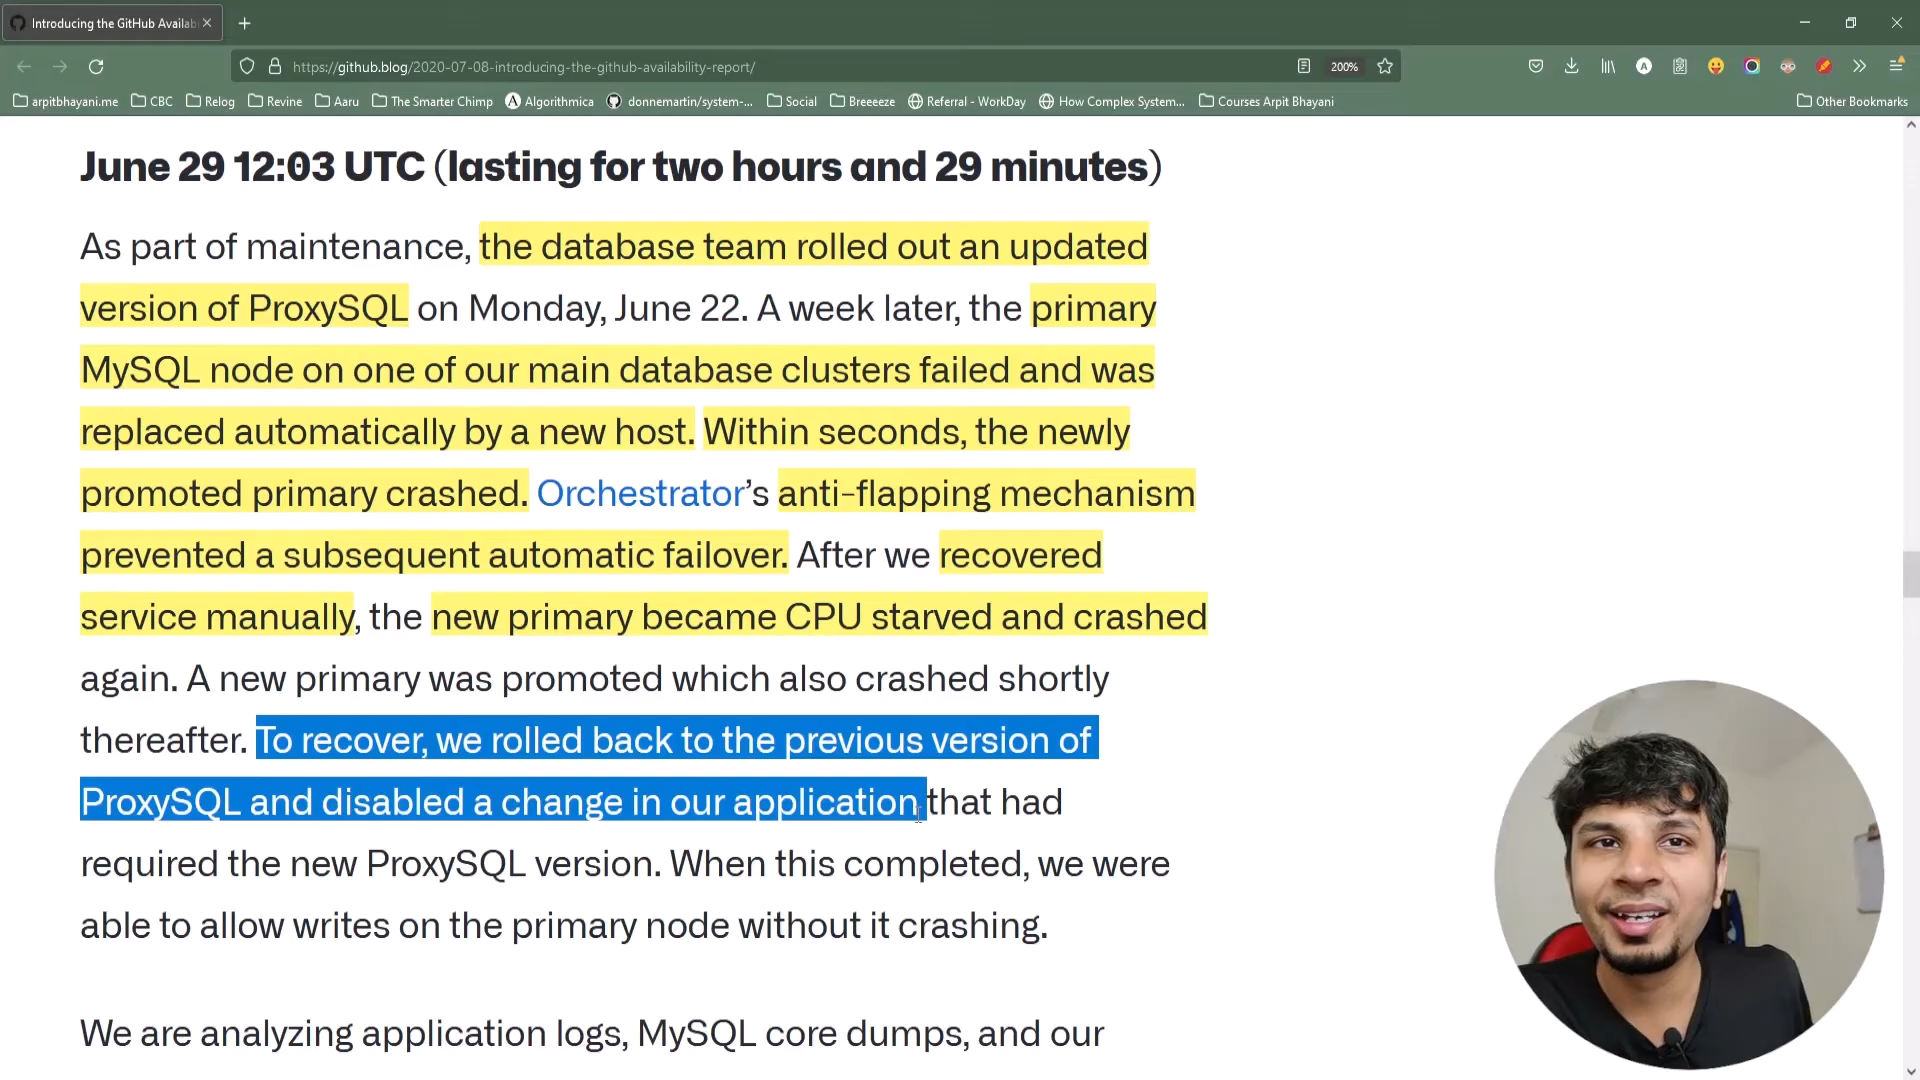 Introducing the GitHub Availab
https://github.blog/2020-07-08-introducing-the-github-availability-report/
200%
arpitbhayani.me
CBC
Relog
Revine
Aaru
The Smarter Chimp
Algorithmica
donnemartin/system-...
Social
Breeeeze
Referral - WorkDay
How Complex System...
Courses Arpit Bhayani
Other Bookmarks
June 29 12:03 UTC (lasting for two hours and 29 minutes)
As part of maintenance, the database team rolled out an updated
version of ProxySQL on Monday, June 22. A week later, the primary
MySQL node on one of our main database clusters failed and was
replaced automatically by a new host. Within seconds, the newly
promoted primary crashed. Orchestrator’s anti-flapping mechanism
prevented a subsequent automatic failover. After we recovered
service manually, the new primary became CPU starved and crashed
again. A new primary was promoted which also crashed shortly
thereafter. To recover, we rolled back to the previous version of
ProxySQL and disabled a change in our application that had
required the new ProxySQL version. When this completed, we were
able to allow writes on the primary node without it crashing.
We are analyzing application logs, MySQL core dumps, and our